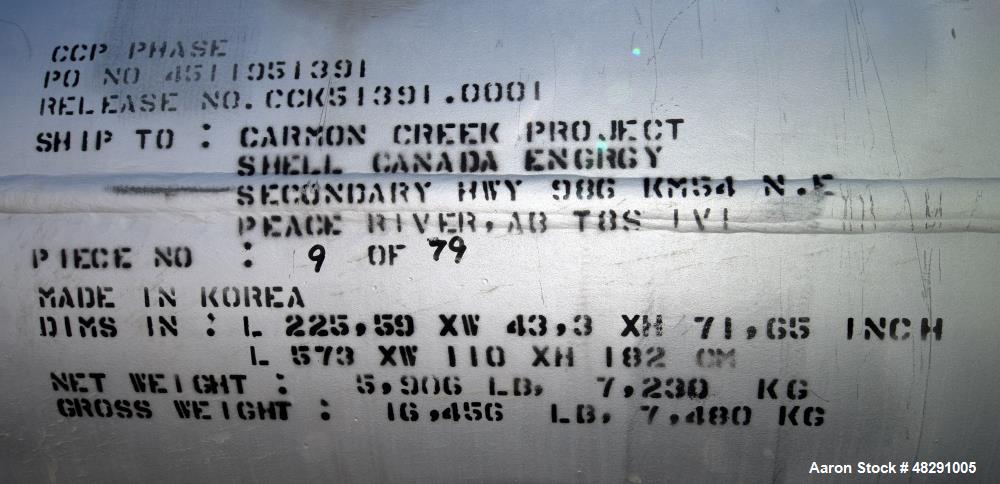 CCP PHASE
PO NO 4511951391
RELEASE NO.CCK51391.0001
SHIP TO : CARMON CREEK PROJECT
SHELL CANADA ENGRGY
SECONDARY HWY 986 KM54 N.E
PEACE RIVER, AB T8S 1V1
PIECE NO : 9 OF 79
MADE IN KOREA
DIMS IN : L 225,59 XW 43,3 XH 71,65 INCH
L 573 XW 110 XH 182 CM
NET WEIGHT : 5,906 LB, 7,230 KG
GROSS WEIGHT : 16,456 LB, 7,480 KG
Aaron Stock # 48291005